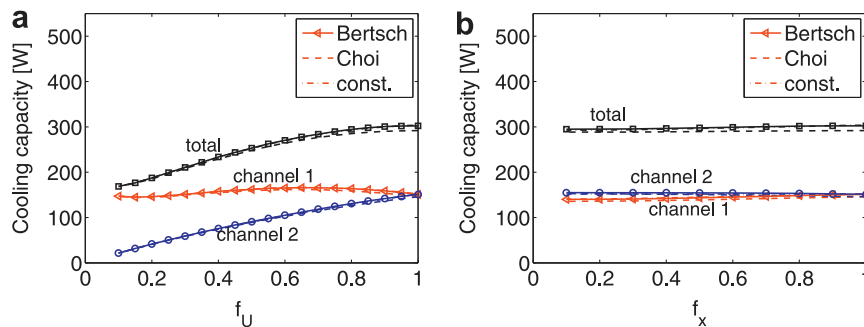 a
Cooling capacity [W]
500
400
300
200
100
0
0
0.2
0.4
0.6
0.8
1
f_U
Bertsch
Choi
const.
total
channel 1
channel 2
b
Cooling capacity [W]
500
400
300
200
100
0
0
0.2
0.4
0.6
0.8
1
f_x
Bertsch
Choi
const.
total
channel 2
channel 1